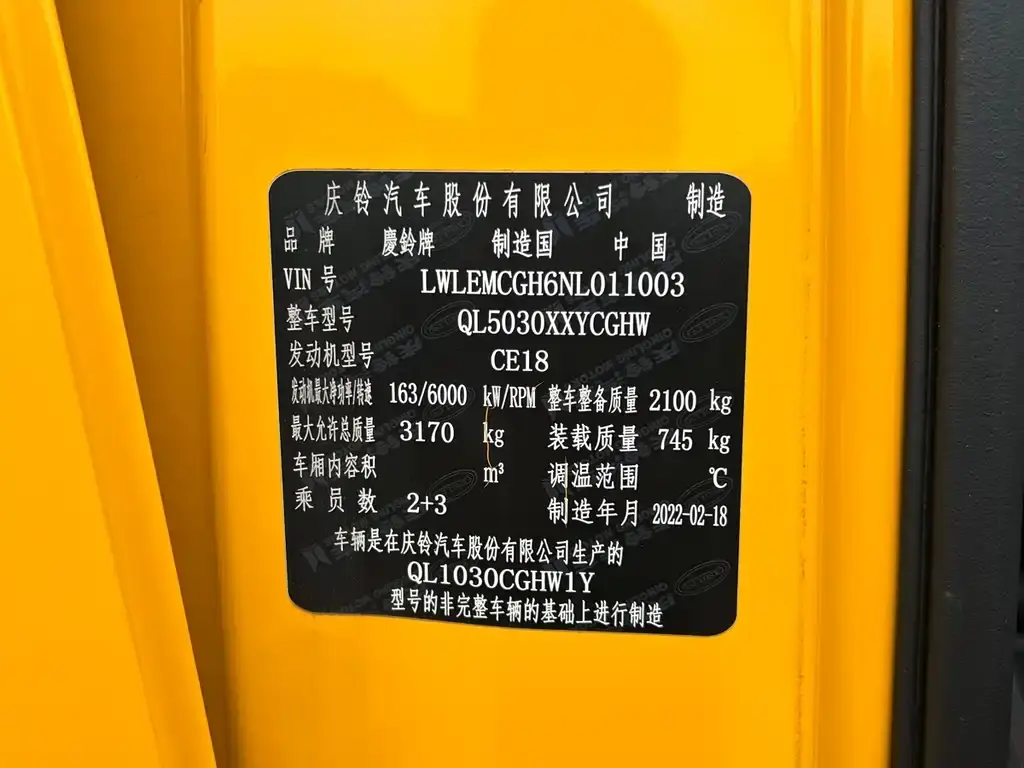 庆铃汽车股份有限公司 制造
品牌 慶鈴牌 制造国 中国
VIN号 LWLEMCGH6NL011003
整车型号 QL5030XXYCGHW
发动机型号 CE18
发动机最大净功率/转速 163/6000 kW/RPM 整车整备质量 2100 kg
最大允许总质量 3170 kg 装载质量 745 kg
车厢内容积 m³ 调温范围 ℃
乘员数 2+3 制造年月 2022-02-18
车辆是在庆铃汽车股份有限公司生产的
QL1030CGHW1Y
型号的非完整车辆的基础上进行制造